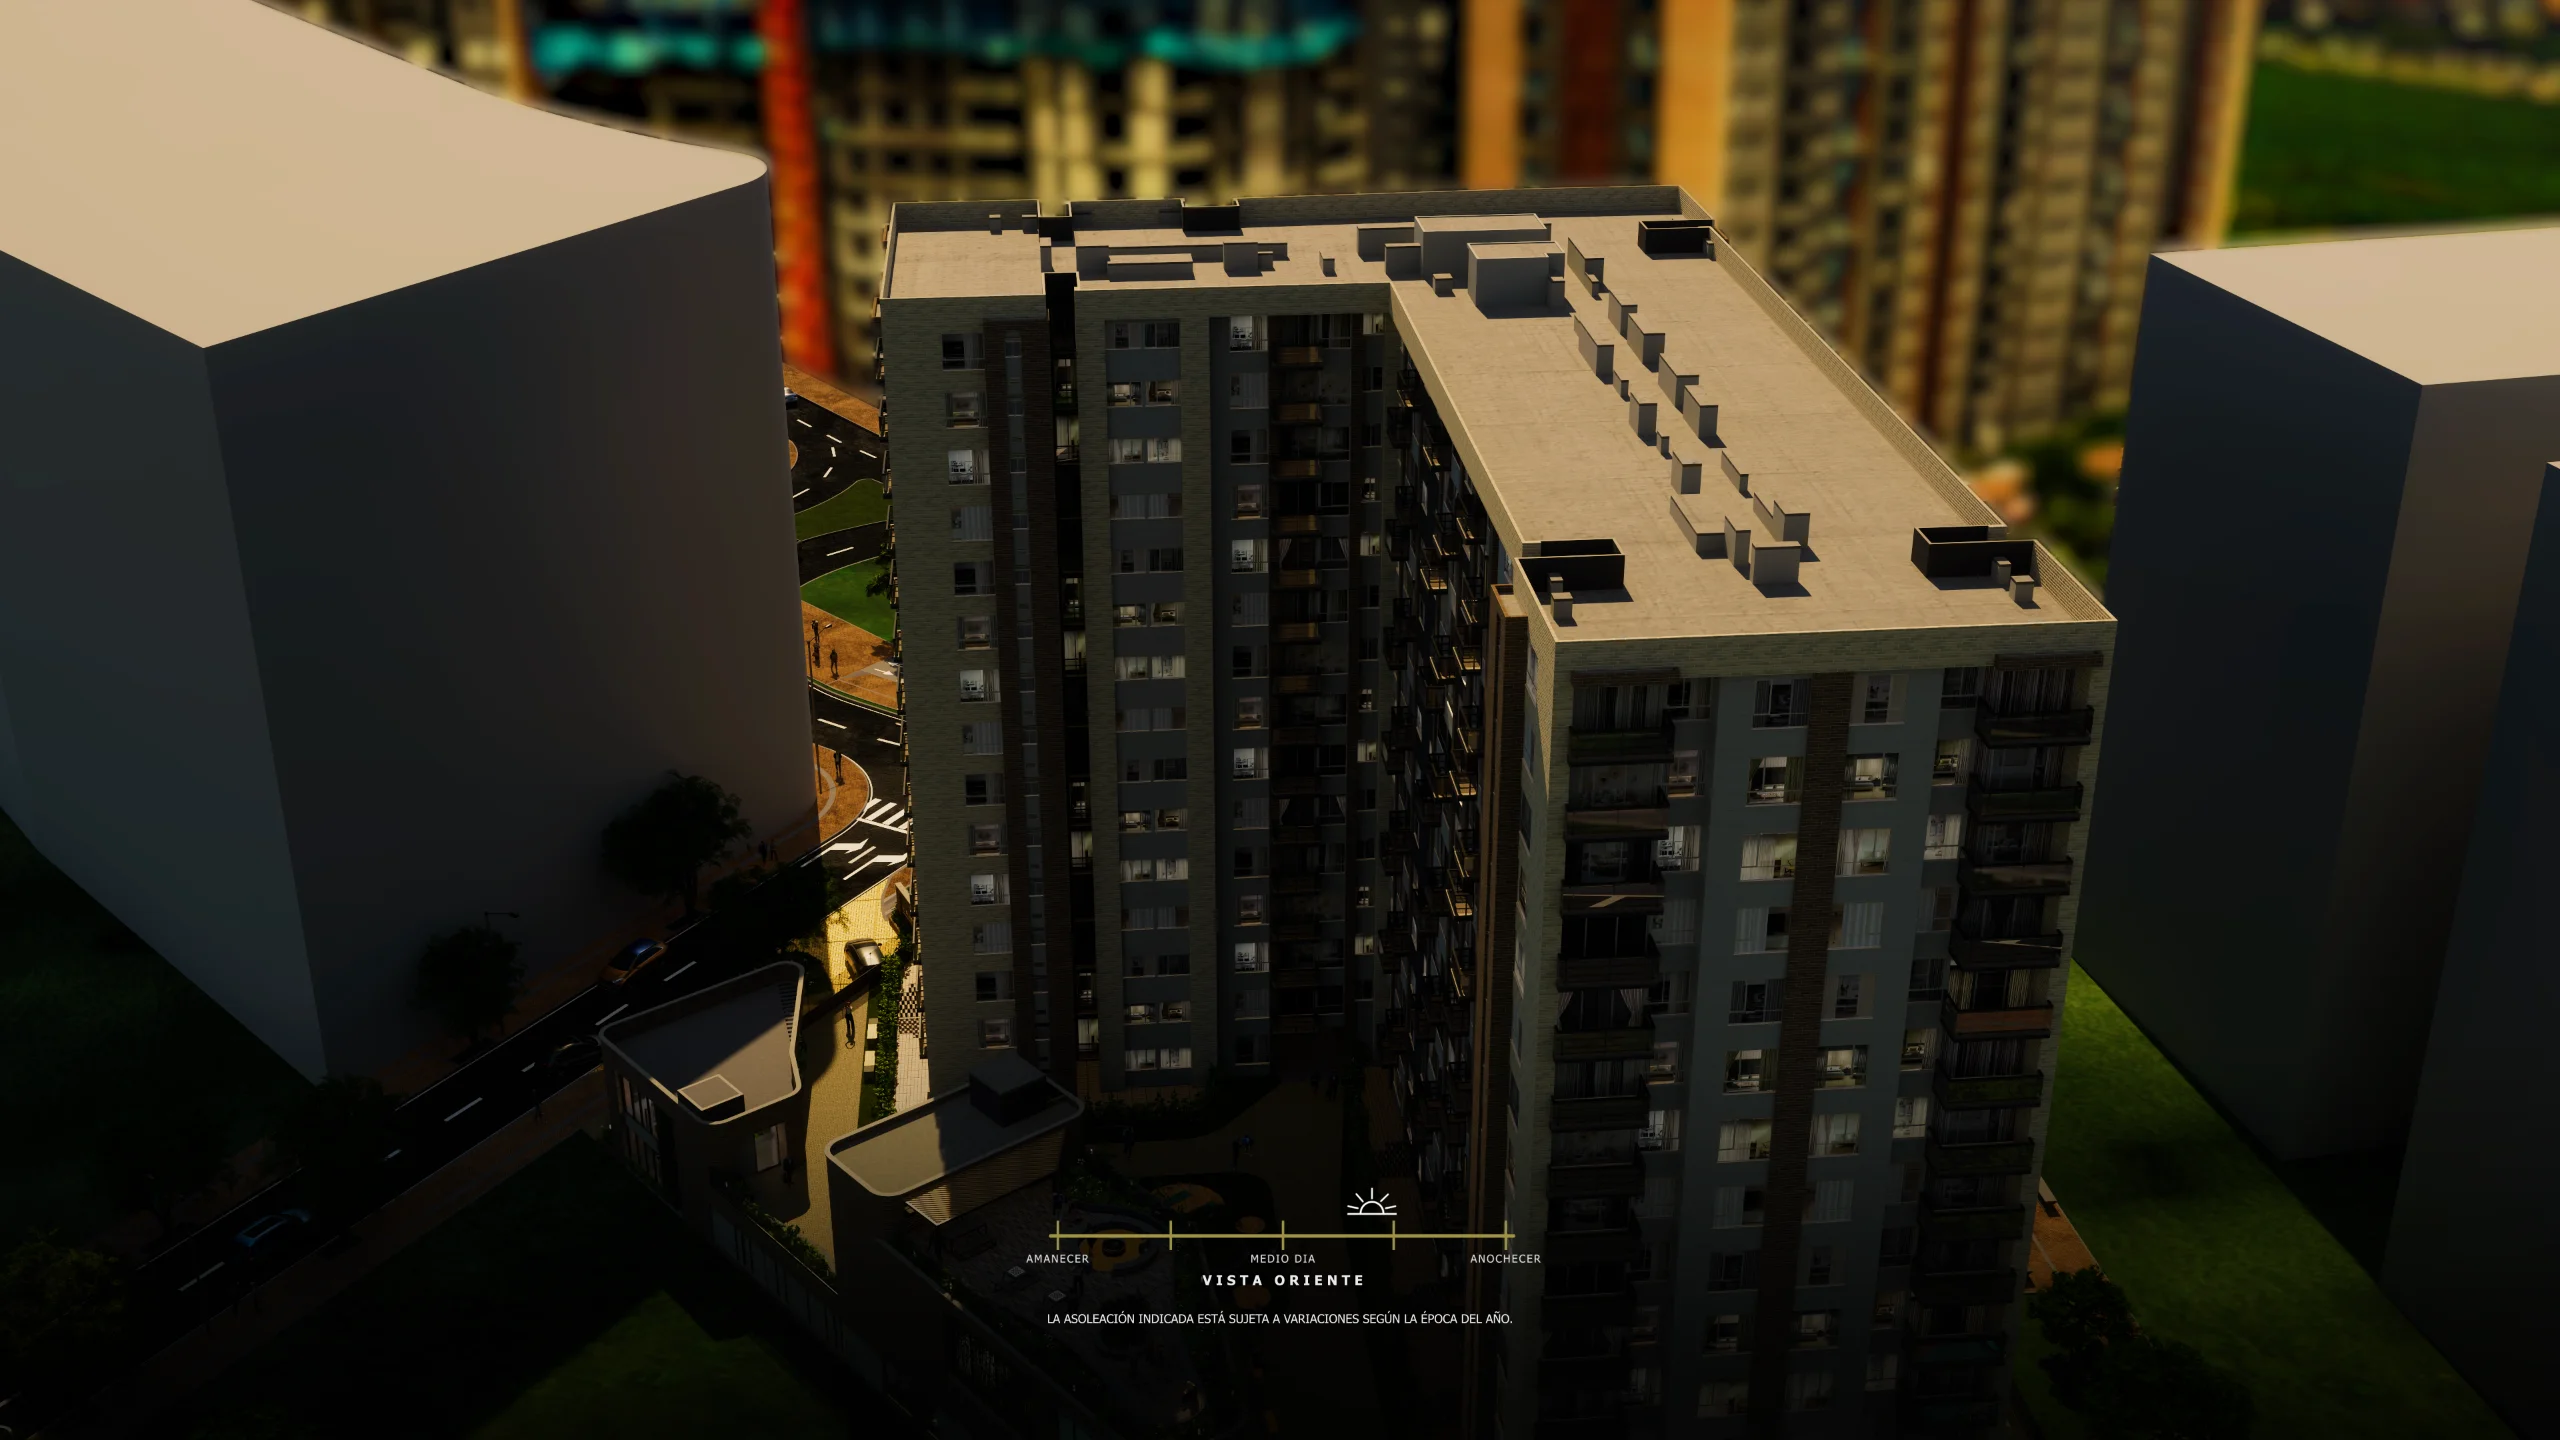 AMANECER MEDIO DIA ANOCHECER
VISTA ORIENTE
LA ASOLEACIÓN INDICADA ESTÁ SUJETA A VARIACIONES SEGÚN LA ÉPOCA DEL AÑO.